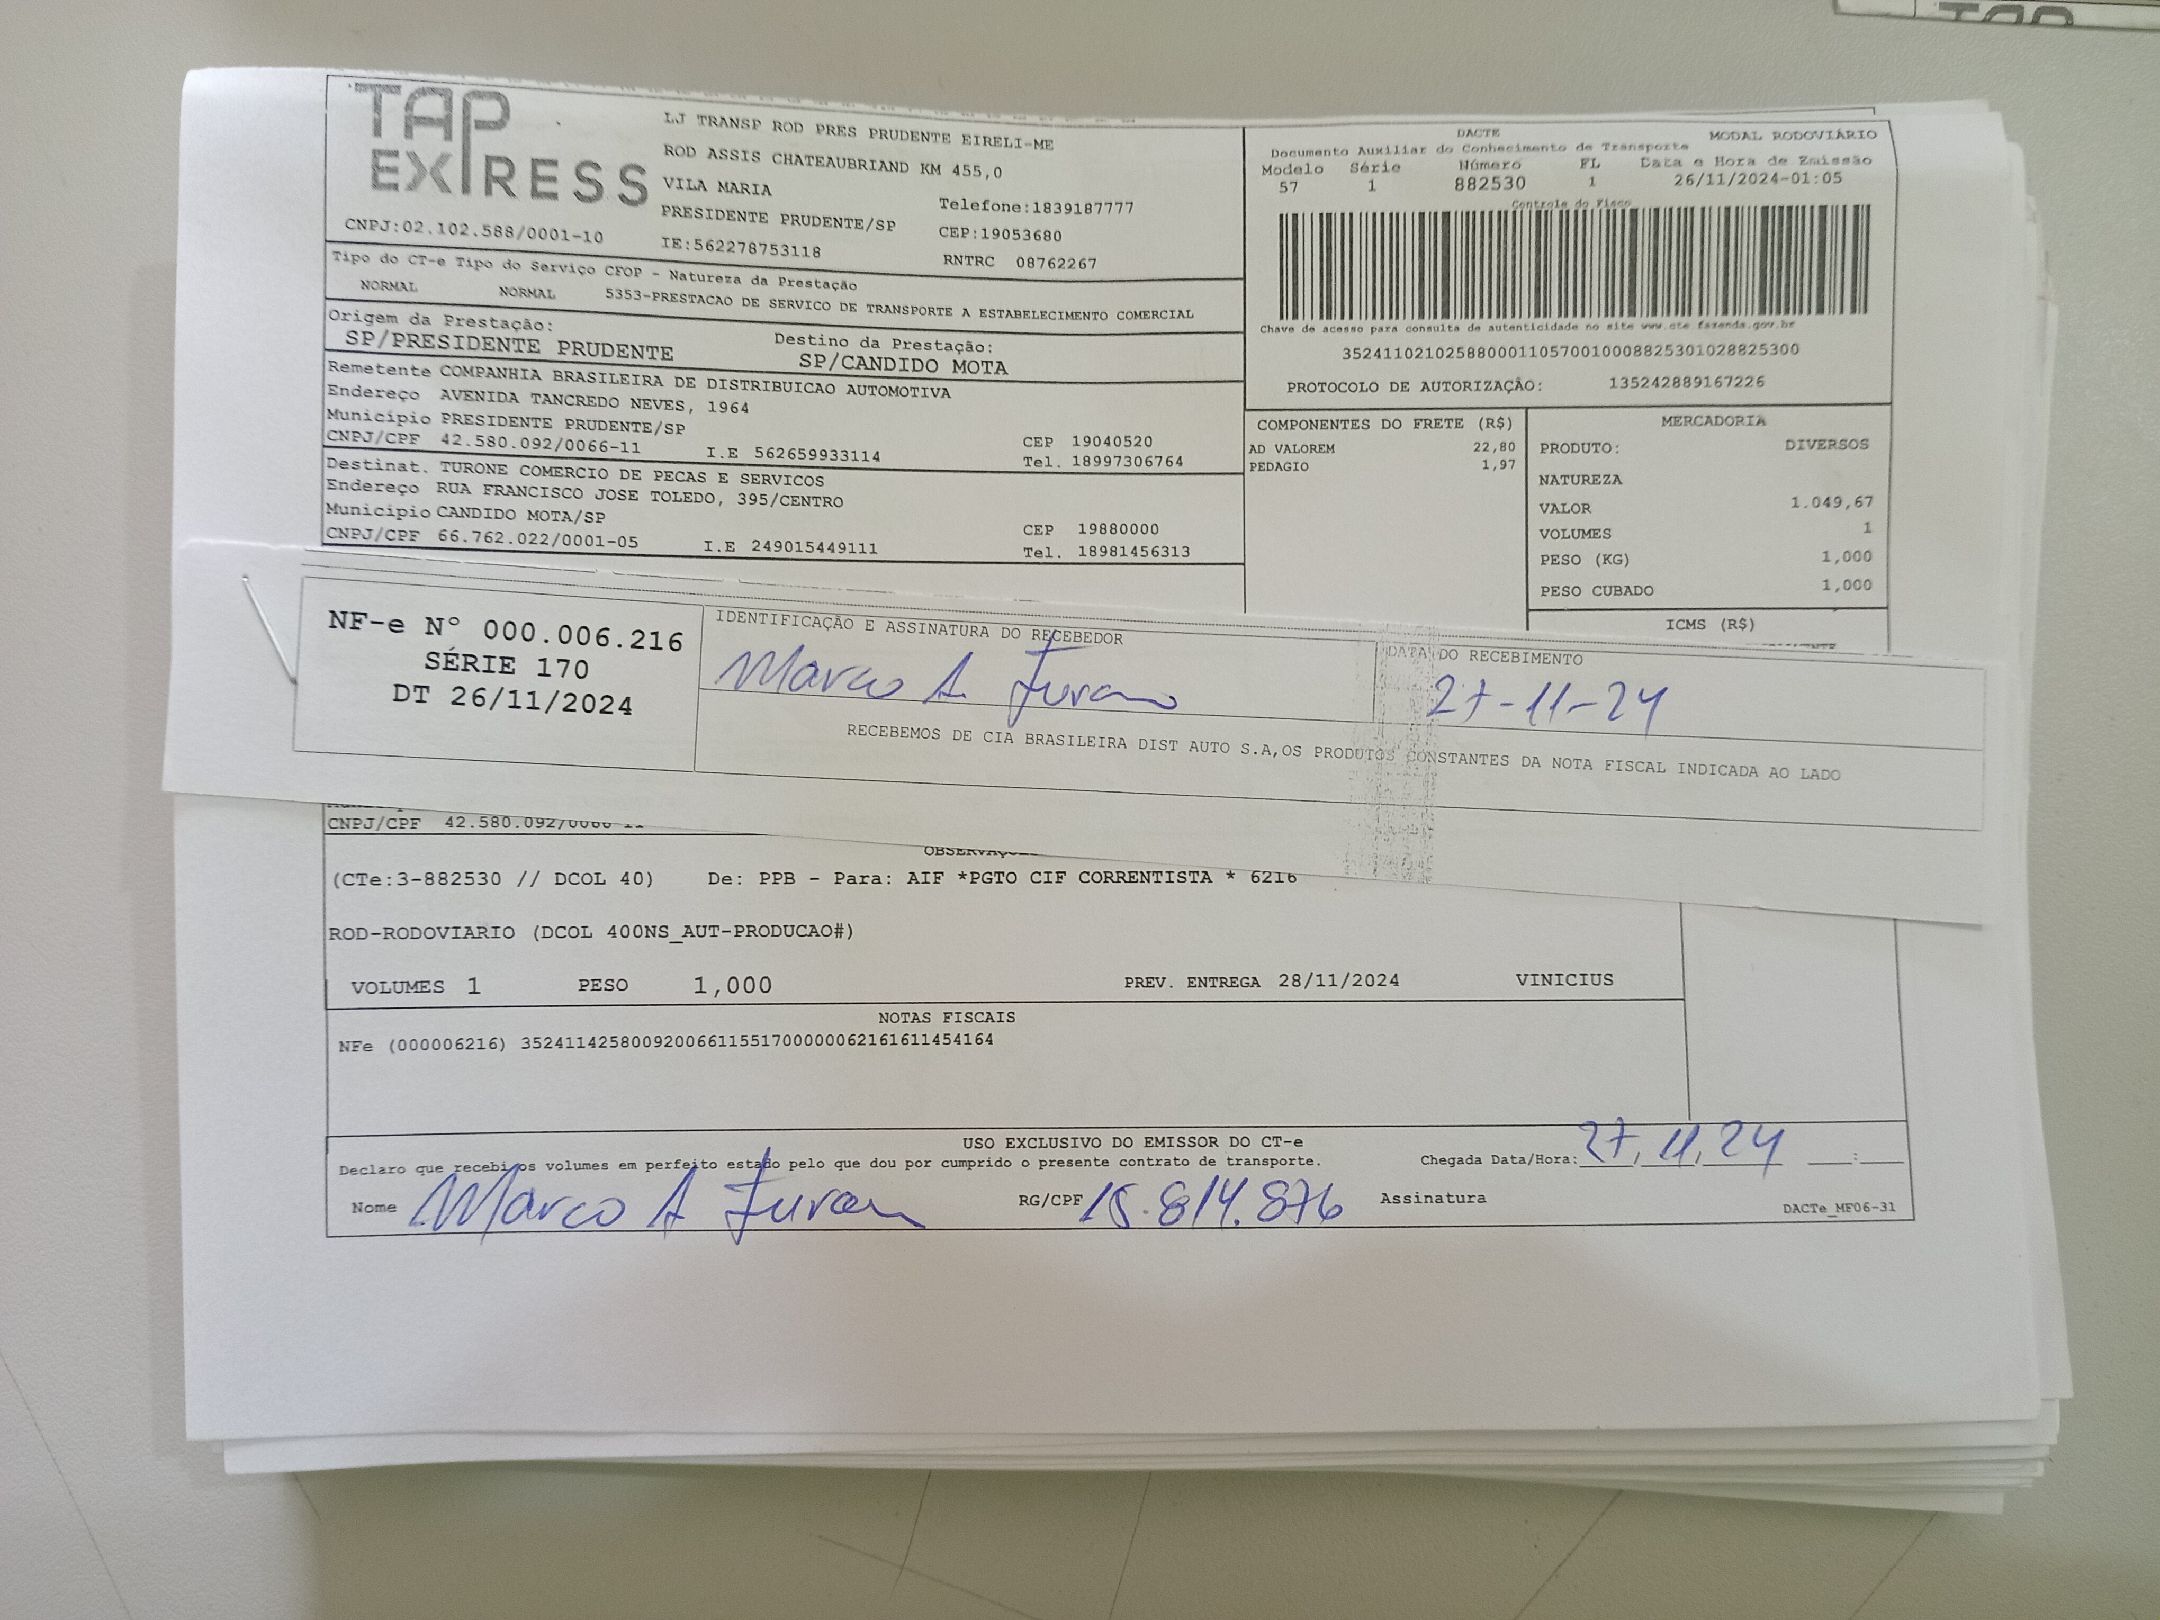 TAP
EXPRESS
CNPJ:02.102.588/0001-10
LJ TRANSP ROD PRES PRUDENTE EIRELI-ME
ROD ASSIS CHATEAUBRIAND KM 455,0
VILA MARIA
Telefone:1839187777
PRESIDENTE PRUDENTE/SP
CEP:19053680
IE:562278753118
RNTRC 08762267
DACTE MODAL RODOVIÁRIO
Documento Auxiliar do Conhecimento de Transporte
Modelo Série Número FL Data e Hora de Emissão
57 1 882530 1 26/11/2024-01:05
Controle do Fisco
Chave de acesso para consulta de autenticidade no site www.cte.fazenda.gov.br
35241102102588000110570010008825301028825300
PROTOCOLO DE AUTORIZAÇÃO: 135242889167226
Tipo do CT-e Tipo do Serviço CFOP - Natureza da Prestação
NORMAL NORMAL 5353-PRESTACAO DE SERVICO DE TRANSPORTE A ESTABELECIMENTO COMERCIAL
Origem da Prestação: Destino da Prestação:
SP/PRESIDENTE PRUDENTE SP/CANDIDO MOTA
Remetente COMPANHIA BRASILEIRA DE DISTRIBUICAO AUTOMOTIVA
Endereço AVENIDA TANCREDO NEVES, 1964
Município PRESIDENTE PRUDENTE/SP CEP 19040520
CNPJ/CPF 42.580.092/0066-11 I.E 562659933114 Tel. 18997306764
Destinat. TURONE COMERCIO DE PECAS E SERVICOS
Endereço RUA FRANCISCO JOSE TOLEDO, 395/CENTRO
Município CANDIDO MOTA/SP CEP 19880000
CNPJ/CPF 66.762.022/0001-05 I.E 249015449111 Tel. 18981456313
COMPONENTES DO FRETE (R$)
AD VALOREM 22,80
PEDAGIO 1,97
MERCADORIA
PRODUTO: DIVERSOS
NATUREZA
VALOR 1.049,67
VOLUMES 1
PESO (KG) 1,000
PESO CUBADO 1,000
ICMS (R$)
NF-e Nº 000.006.216
SÉRIE 170
DT 26/11/2024
IDENTIFICAÇÃO E ASSINATURA DO RECEBEDOR
Marco A. Furan
DATA DO RECEBIMENTO
27-11-24
RECEBEMOS DE CIA BRASILEIRA DIST AUTO S.A,OS PRODUTOS CONSTANTES DA NOTA FISCAL INDICADA AO LADO
CNPJ/CPF 42.580.092/0066-11
(CTe:3-882530 // DCOL 40) De: PPB - Para: AIF *PGTO CIF CORRENTISTA * 6216
ROD-RODOVIARIO (DCOL 400NS_AUT-PRODUCAO#)
VOLUMES 1 PESO 1,000 PREV. ENTREGA 28/11/2024 VINICIUS
NOTAS FISCAIS
NFe (000006216) 35241142580092006611551700000062161611454164
USO EXCLUSIVO DO EMISSOR DO CT-e
Declaro que recebi os volumes em perfeito estado pelo que dou por cumprido o presente contrato de transporte. Chegada Data/Hora: 27, 11, 24
Nome Marco A Furan RG/CPF 15.814.876 Assinatura
DACTe_MF06-31